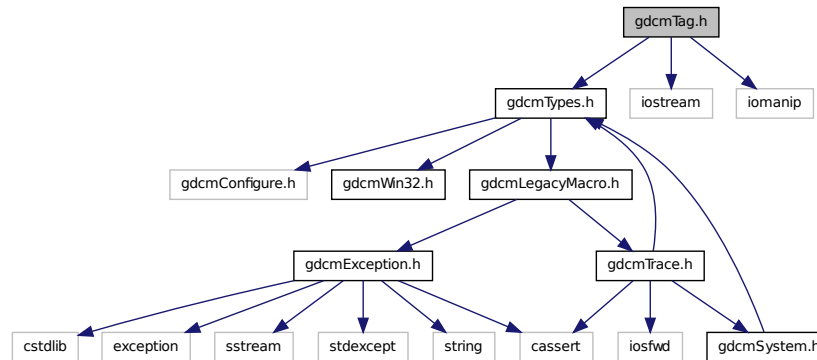 gdcmTag.h
gdcmTypes.h
iostream
iomanip
gdcmConfigure.h
gdcmWin32.h
gdcmLegacyMacro.h
gdcmException.h
gdcmTrace.h
cstdlib
exception
sstream
stdexcept
string
cassert
iosfwd
gdcmSystem.h